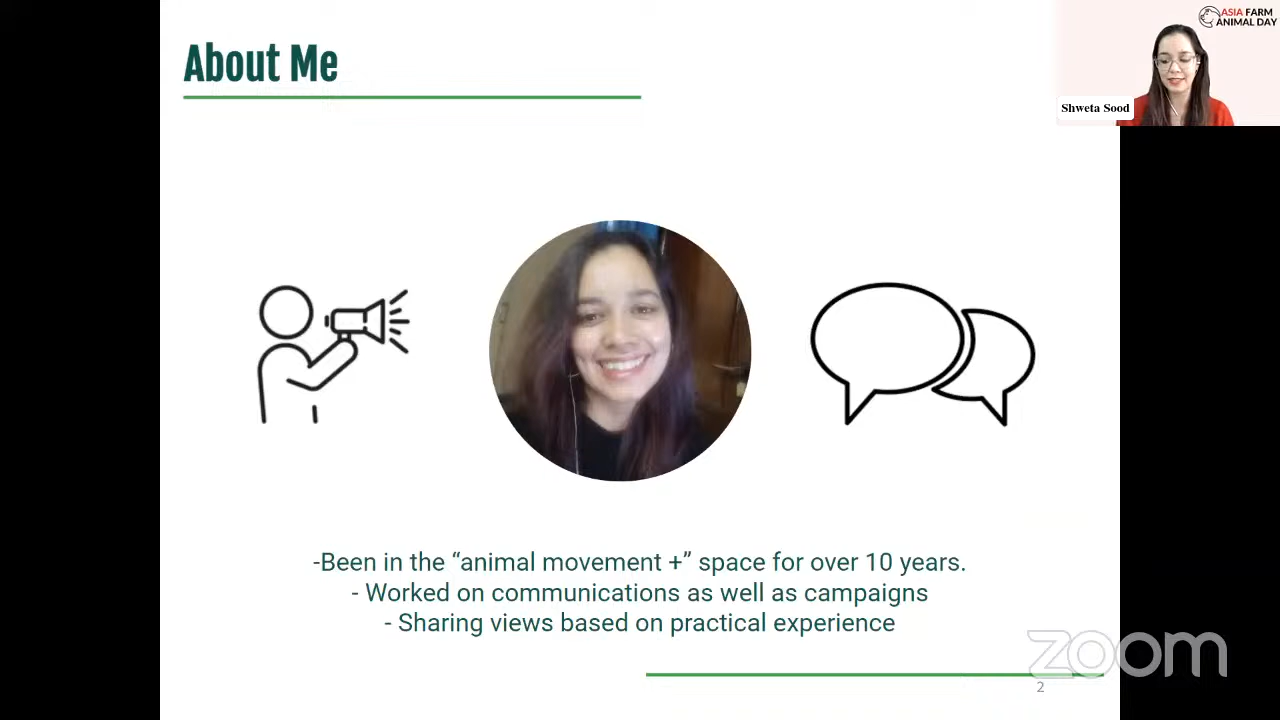 About Me
ASIA FARM
ANIMAL DAY
Shweta Sood
-Been in the “animal movement +” space for over 10 years.
- Worked on communications as well as campaigns
- Sharing views based on practical experience
zoom
2